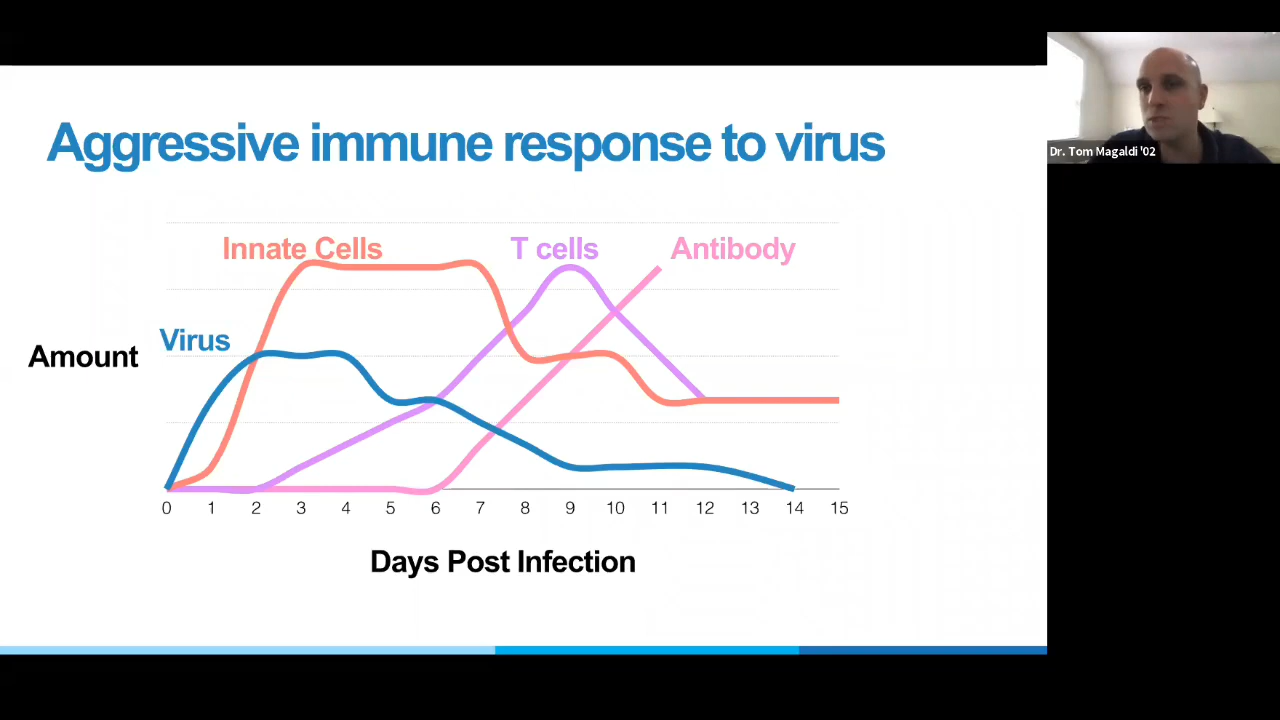 Aggressive immune response to virus
Dr. Tom Magaldi '02
Innate Cells
T cells
Antibody
Virus
Amount
0 1 2 3 4 5 6 7 8 9 10 11 12 13 14 15
Days Post Infection